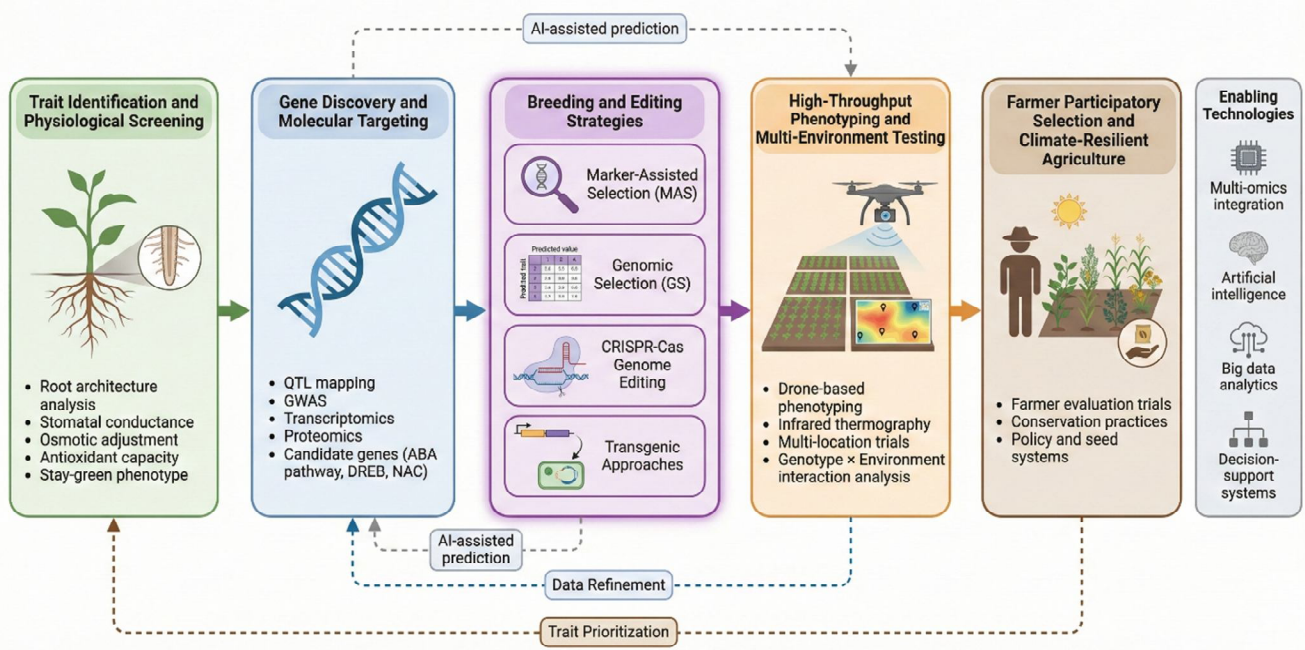 AI-assisted prediction
Trait Identification and
Physiological Screening
• Root architecture
analysis
• Stomatal conductance
• Osmotic adjustment
• Antioxidant capacity
• Stay-green phenotype
Gene Discovery and
Molecular Targeting
• QTL mapping
• GWAS
• Transcriptomics
• Proteomics
• Candidate genes (ABA
pathway, DREB, NAC)
Breeding and Editing
Strategies
Marker-Assisted
Selection (MAS)
Predicted value
Genomic
Selection (GS)
CRISPR-Cas
Genome
Editing
Transgenic
Approaches
High-Throughput
Phenotyping and
Multi-Environment Testing
• Drone-based
phenotyping
• Infrared thermography
• Multi-location trials
• Genotype × Environment
interaction analysis
Farmer Participatory
Selection and
Climate-Resilient
Agriculture
• Farmer evaluation trials
• Conservation practices
• Policy and seed
systems
Enabling
Technologies
Multi-omics
integration
Artificial
intelligence
Big data
analytics
Decision-
support
systems
AI-assisted
prediction
Data Refinement
Trait Prioritization